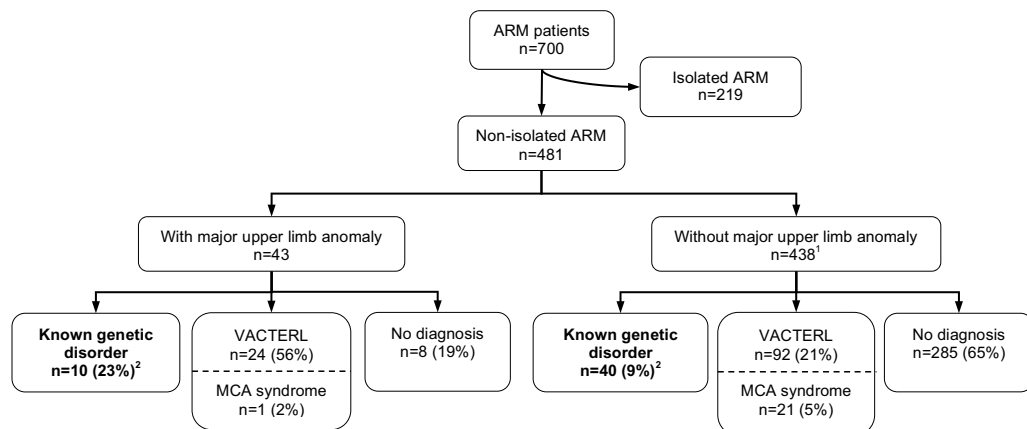 ARM patients
n=700
Isolated ARM
n=219
Non-isolated ARM
n=481
With major upper limb anomaly
n=43
Without major upper limb anomaly
n=438¹
Known genetic
disorder
n=10 (23%)²
VACTERL
n=24 (56%)
MCA syndrome
n=1 (2%)
No diagnosis
n=8 (19%)
Known genetic
disorder
n=40 (9%)²
VACTERL
n=92 (21%)
MCA syndrome
n=21 (5%)
No diagnosis
n=285 (65%)